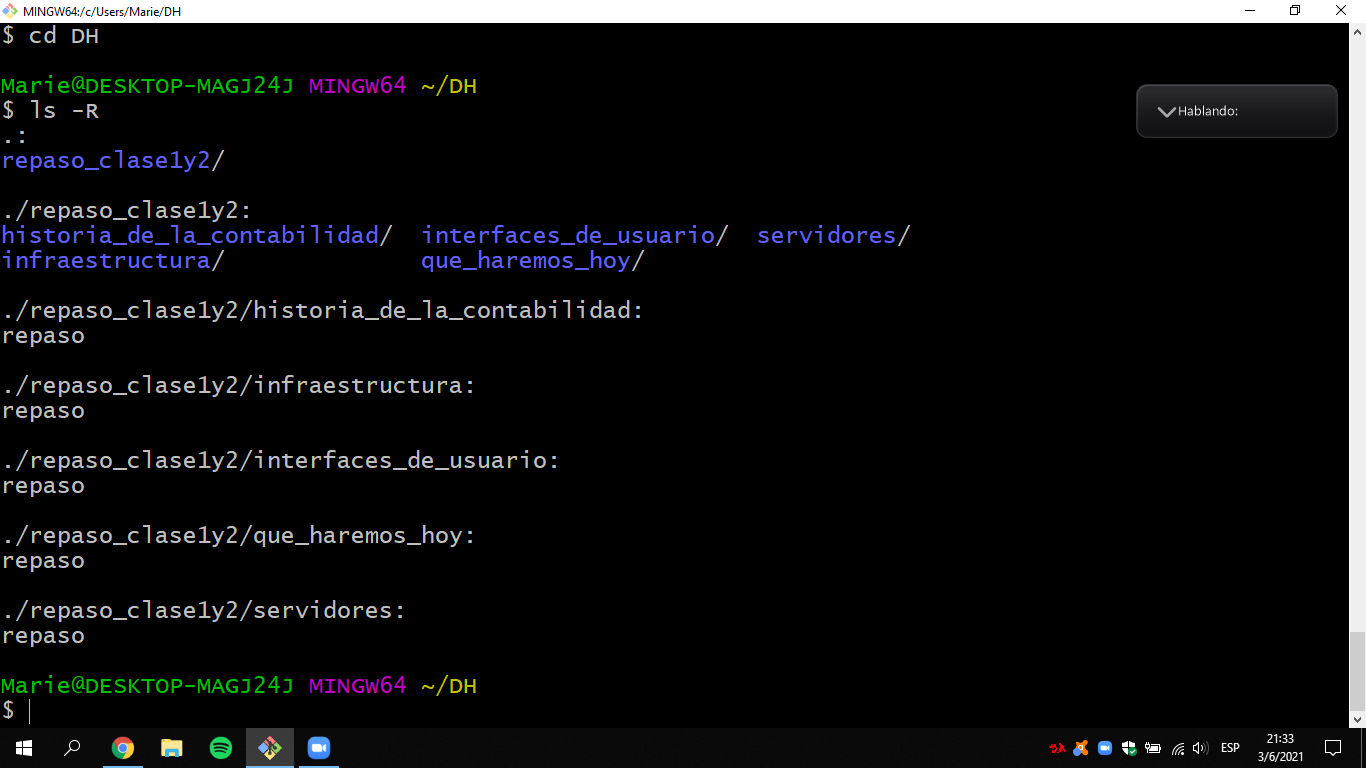 MINGW64:/c/Users/Marie/DH
$ cd DH
Marie@DESKTOP-MAGJ24J MINGW64 ~/DH
$ ls -R
.:
repaso_clase1y2/
./repaso_clase1y2:
historia_de_la_contabilidad/  interfaces_de_usuario/  servidores/
infraestructura/              que_haremos_hoy/
./repaso_clase1y2/historia_de_la_contabilidad:
repaso
./repaso_clase1y2/infraestructura:
repaso
./repaso_clase1y2/interfaces_de_usuario:
repaso
./repaso_clase1y2/que_haremos_hoy:
repaso
./repaso_clase1y2/servidores:
repaso
Marie@DESKTOP-MAGJ24J MINGW64 ~/DH
$
Hablando:
ESP
21:33
3/6/2021